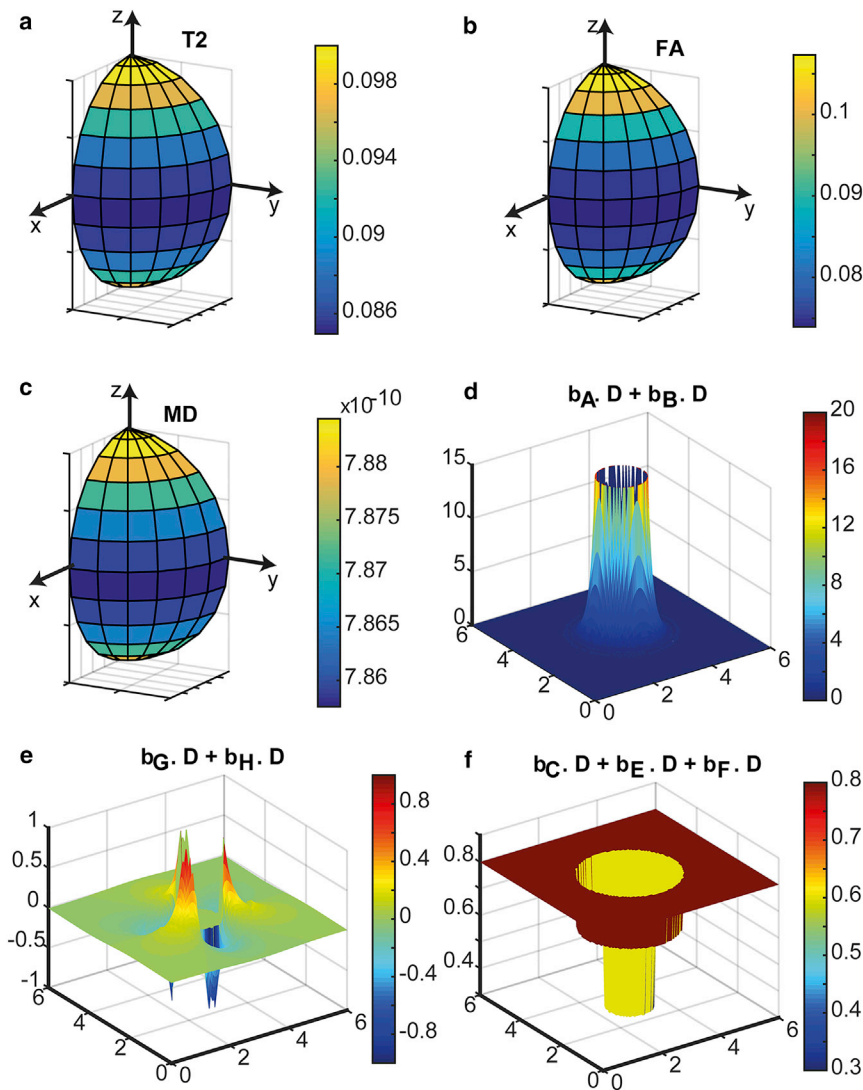 a
T2
z
x
y
0.098
0.094
0.09
0.086
b
FA
z
x
y
0.1
0.09
0.08
c
MD
z
x
y
x10-10
7.88
7.875
7.87
7.865
7.86
d
bA. D + bB. D
15
10
5
0
6
4
2
0
0
2
4
6
20
16
12
8
4
0
e
bG. D + bH. D
1
0.5
0
-0.5
-1
6
4
2
0
0
2
4
6
0.8
0.4
0
-0.4
-0.8
f
bC. D + bE. D + bF. D
0.8
0.6
0.4
6
4
2
0
0
2
4
6
0.8
0.7
0.6
0.5
0.4
0.3